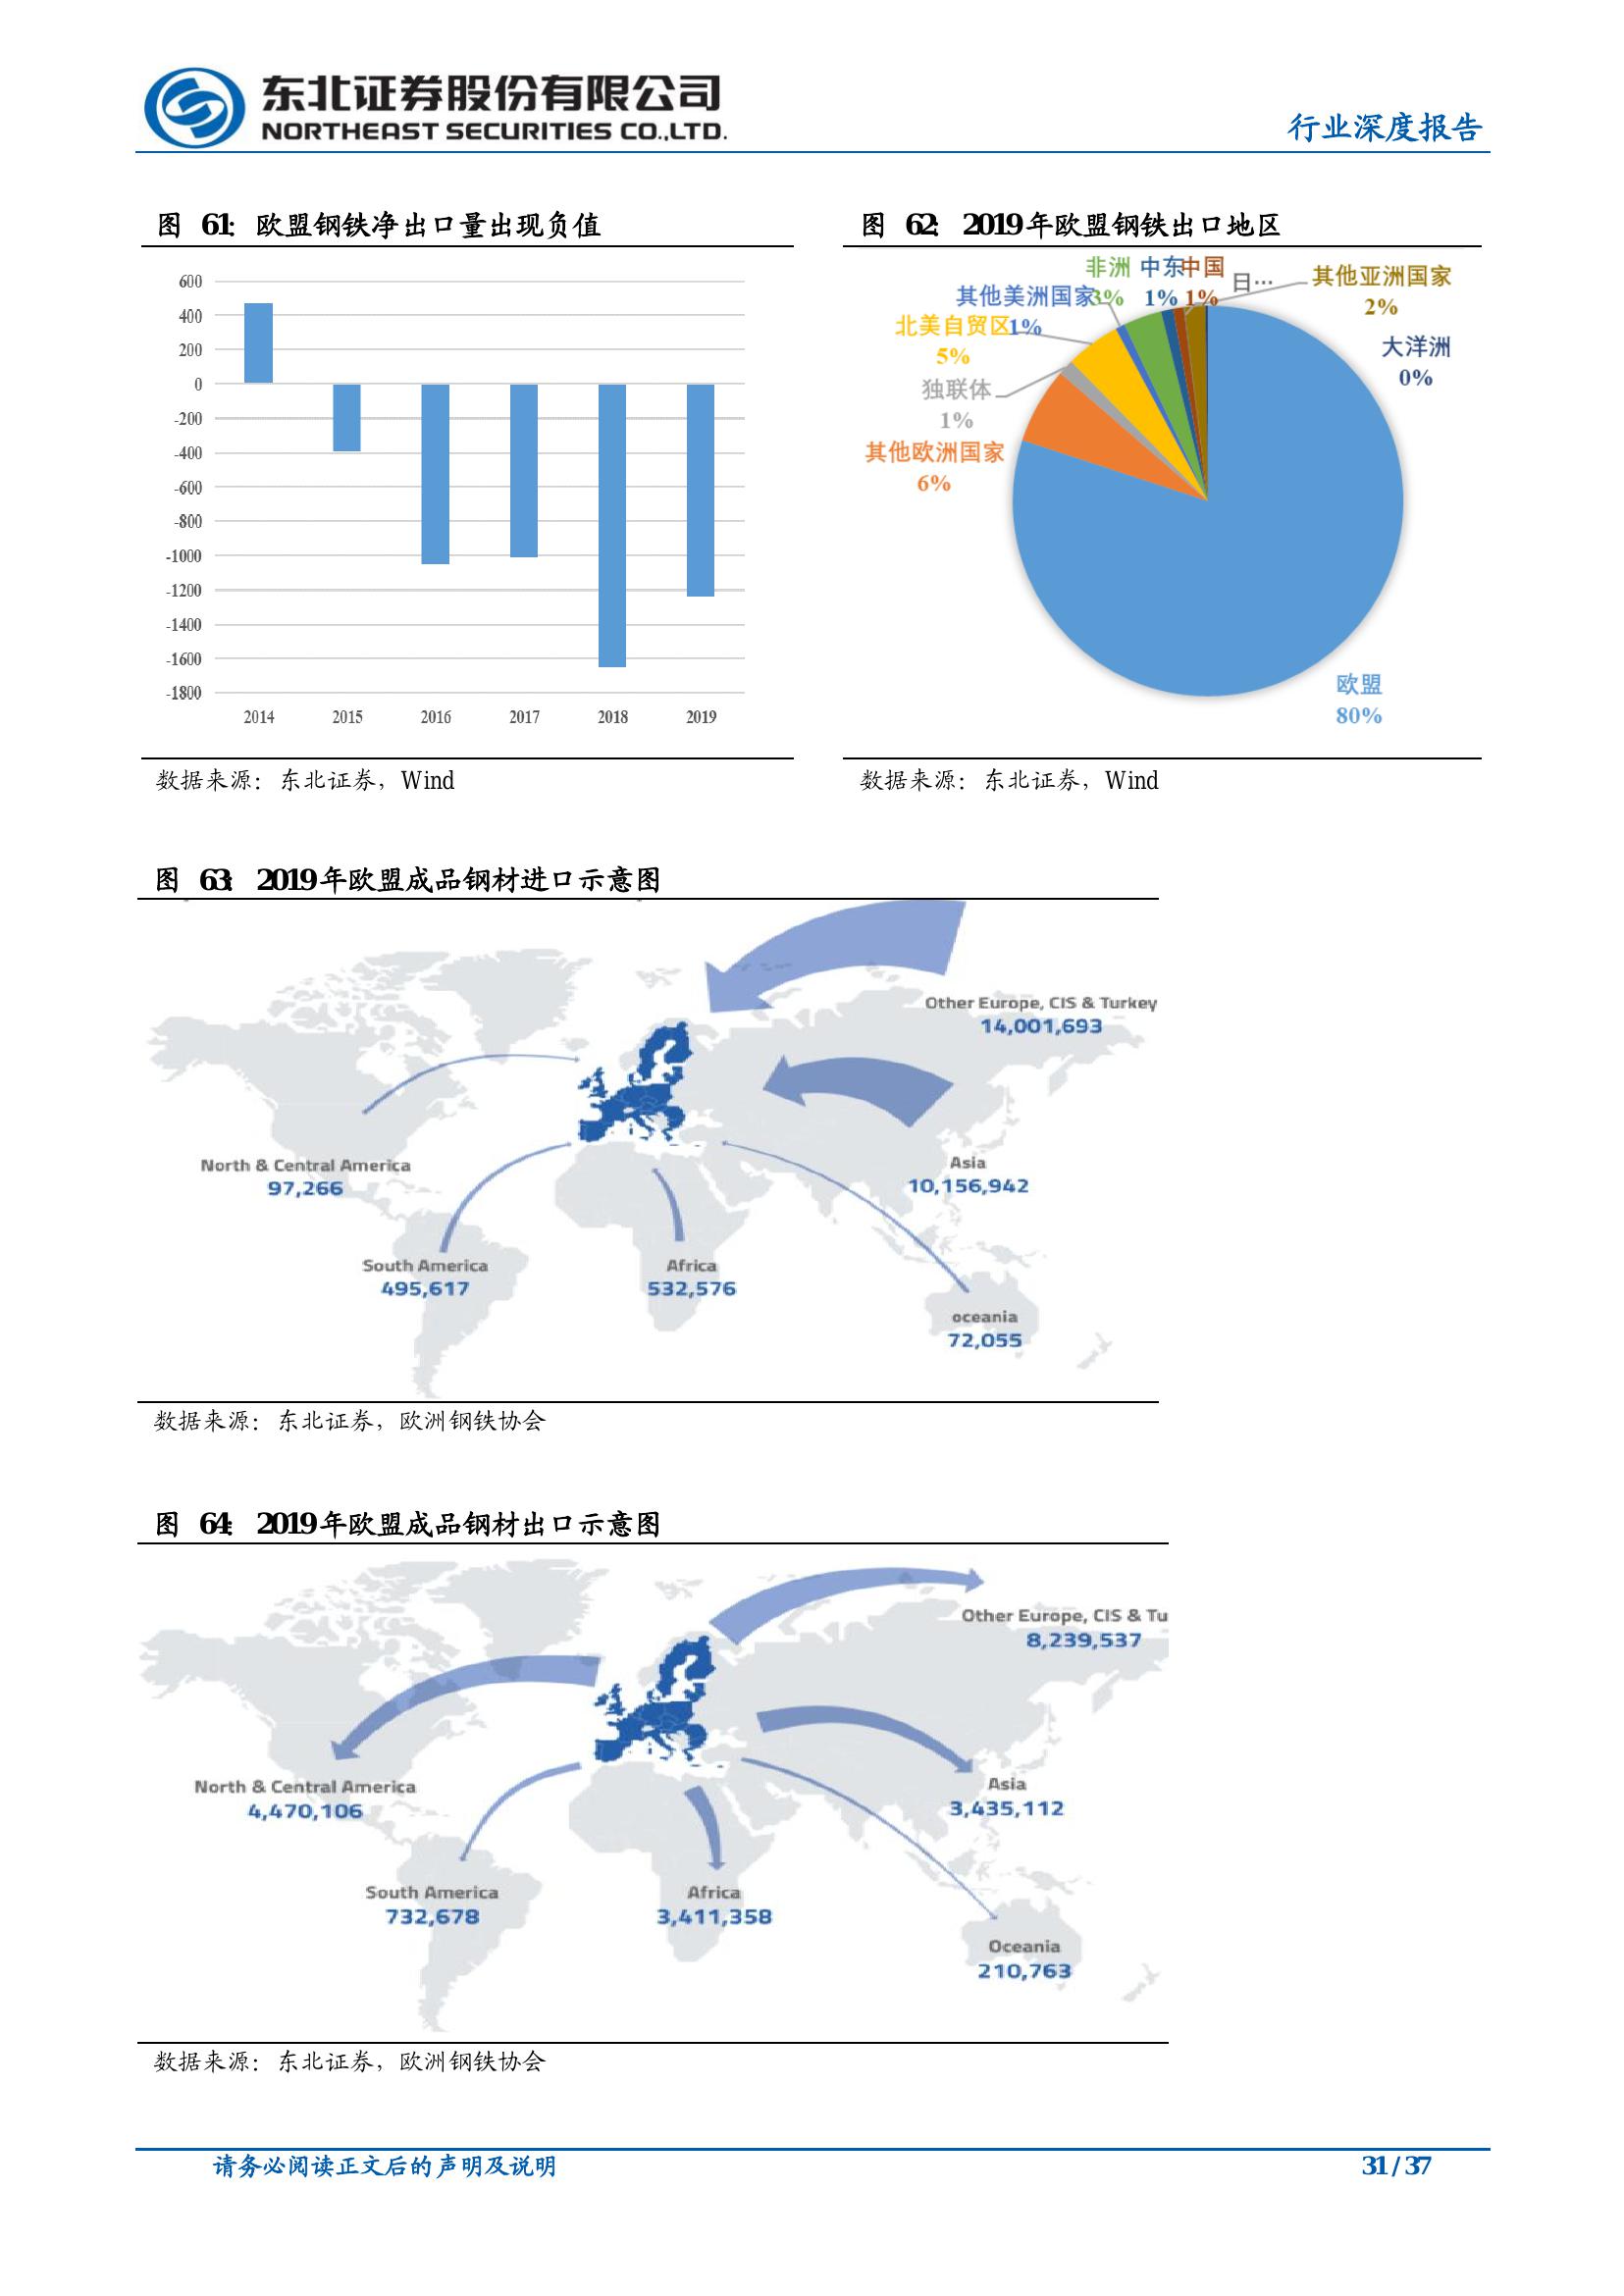 东北证券股份有限公司
NORTHEAST SECURITIES CO.,LTD.
行业深度报告
图 61: 欧盟钢铁净出口量出现负值
600
400
200
0
-200
-400
-600
-800
-1000
-1200
-1400
-1600
-1800
2014 2015 2016 2017 2018 2019
数据来源：东北证券，Wind
图 62: 2019年欧盟钢铁出口地区
非洲
3%
中东
1%
中国
1%
日…
其他亚洲国家
2%
其他美洲国家
1%
大洋洲
0%
北美自贸区
5%
独联体
1%
其他欧洲国家
6%
欧盟
80%
数据来源：东北证券，Wind
图 63: 2019年欧盟成品钢材进口示意图
Other Europe, CIS & Turkey
14,001,693
North & Central America
97,266
Asia
10,156,942
South America
495,617
Africa
532,576
oceania
72,055
数据来源：东北证券，欧洲钢铁协会
图 64: 2019年欧盟成品钢材出口示意图
Other Europe, CIS & Tu
8,239,537
North & Central America
4,470,106
Asia
3,435,112
South America
732,678
Africa
3,411,358
Oceania
210,763
数据来源：东北证券，欧洲钢铁协会
请务必阅读正文后的声明及说明
31 / 37